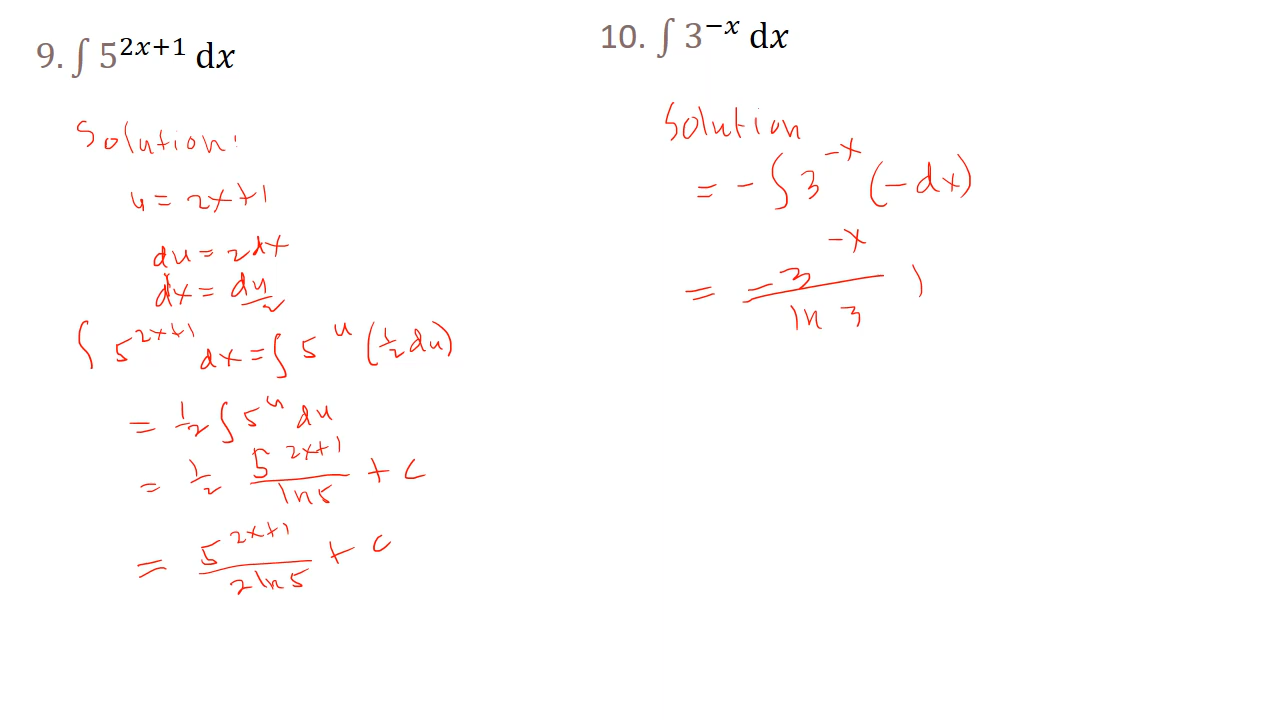 9. ∫ 5^{2x+1} dx
Solution:
u = 2x+1
du = 2dx
dx = du/2
∫ 5^{2x+1} dx = ∫ 5^u (1/2 du)
= 1/2 ∫ 5^u du
= 1/2 5^{2x+1}/ln5 + c
= 5^{2x+1}/2ln5 + c
10. ∫ 3^{−x} dx
Solution
= - ∫ 3^{-x} (-dx)
= -3^{-x}/ln 3